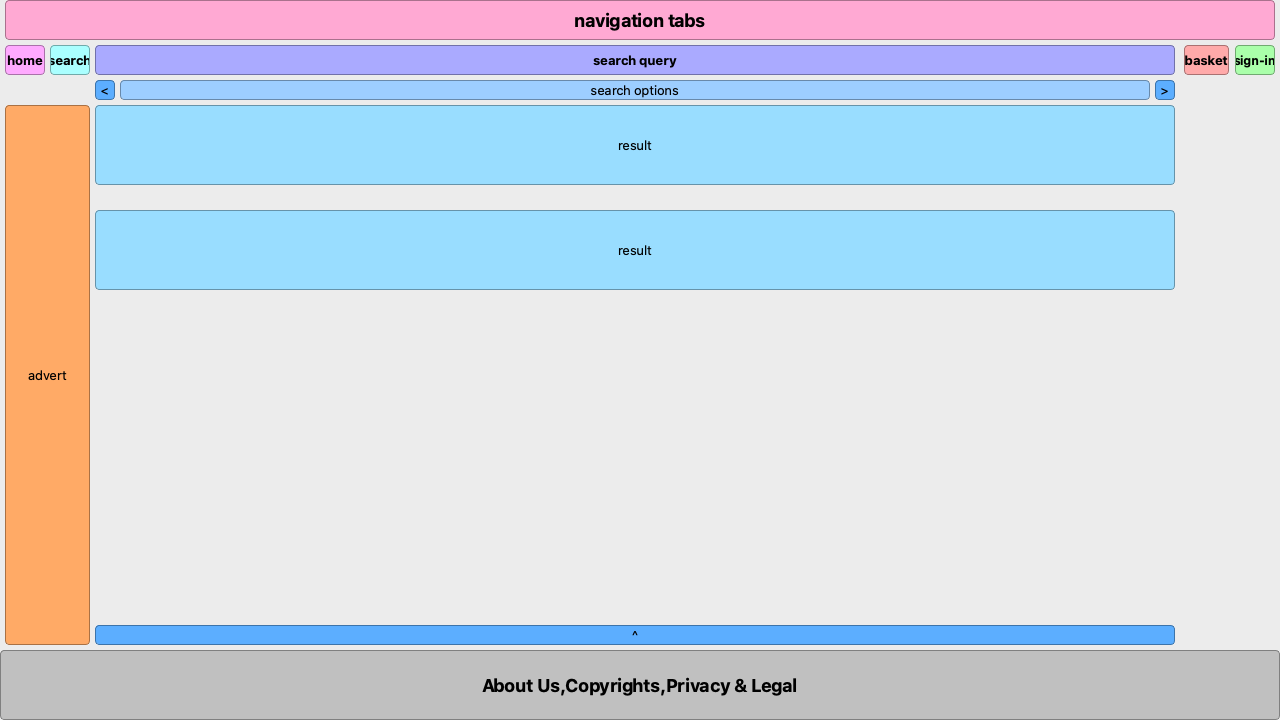 navigation tabs
home
search
search query
basket
sign-in
<
search options
>
result
result
advert
^
About Us,Copyrights,Privacy & Legal